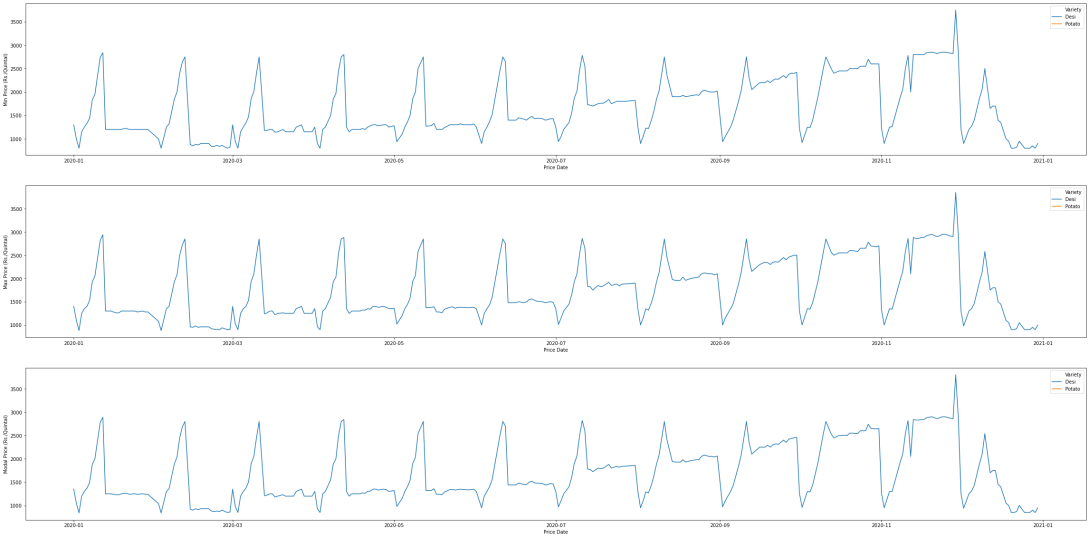 Variety
Desi
Potato
3500
3000
2500
2000
1500
1000
Min Price (Rs./Quintal)
2020-01 2020-03 2020-05 2020-07 2020-09 2020-11 2021-01
Price Date
Variety
Desi
Potato
3500
3000
2500
2000
1500
1000
Max Price (Rs./Quintal)
2020-01 2020-03 2020-05 2020-07 2020-09 2020-11 2021-01
Price Date
Variety
Desi
Potato
3500
3000
2500
2000
1500
1000
Modal Price (Rs./Quintal)
2020-01 2020-03 2020-05 2020-07 2020-09 2020-11 2021-01
Price Date